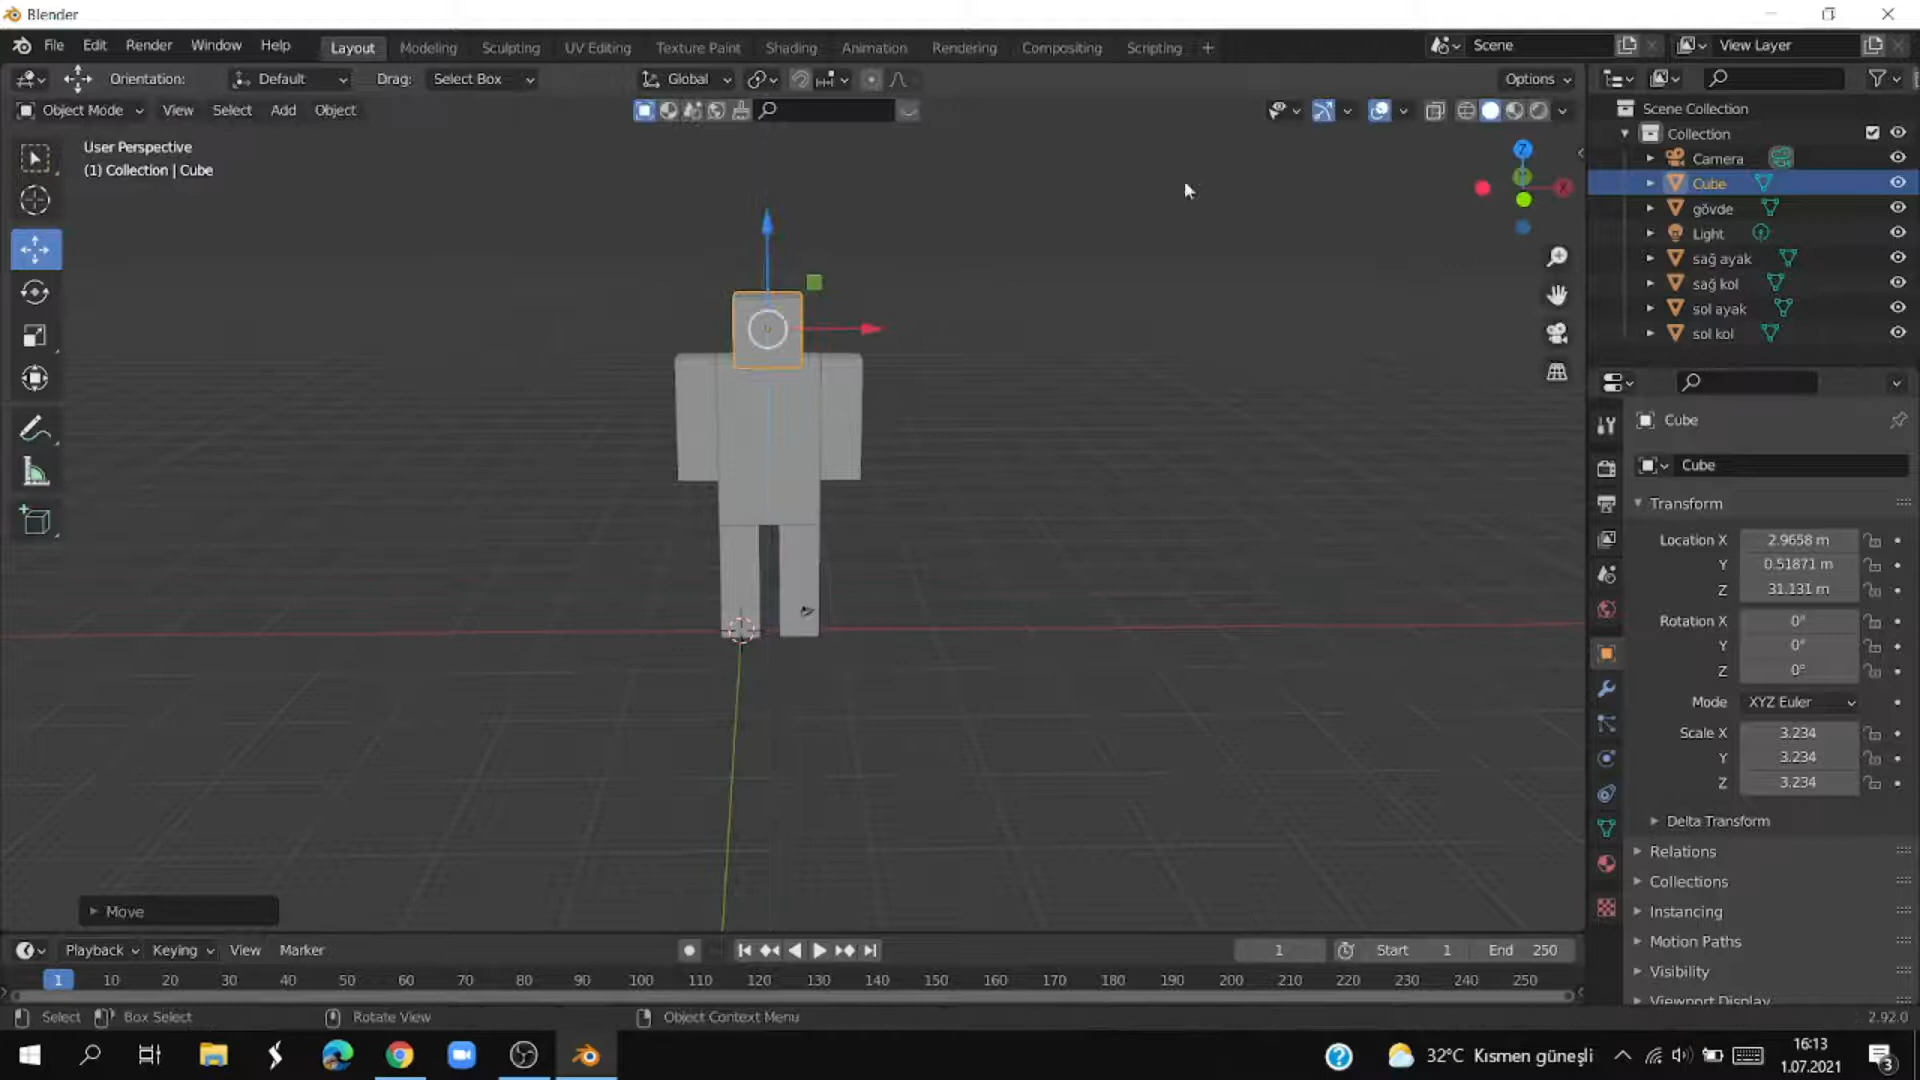 Blender
File Edit Render Window Help Layout Modeling Sculpting UV Editing Texture Paint Shading Animation Rendering Compositing Scripting + Scene View Layer
Orientation: Default Drag: Select Box Global Options
Object Mode View Select Add Object
User Perspective
(1) Collection | Cube
Z
X
Scene Collection
Collection
Camera
Cube
gövde
Light
sağ ayak
sağ kol
sol ayak
sol kol
Cube
Cube
Transform
Location X 2.9658 m
Y 0.51871 m
Z 31.131 m
Rotation X 0°
Y 0°
Z 0°
Mode XYZ Euler
Scale X 3.234
Y 3.234
Z 3.234
Delta Transform
Relations
Collections
Instancing
Motion Paths
Visibility
Viewport Display
Move
Playback Keying View Marker 1 Start 1 End 250
1 10 20 30 40 50 60 70 80 90 100 110 120 130 140 150 160 170 180 190 200 210 220 230 240 250
Select Box Select Rotate View Object Context Menu 2.92.0
32°C Kısmen güneşli
16:13
1.07.2021
3